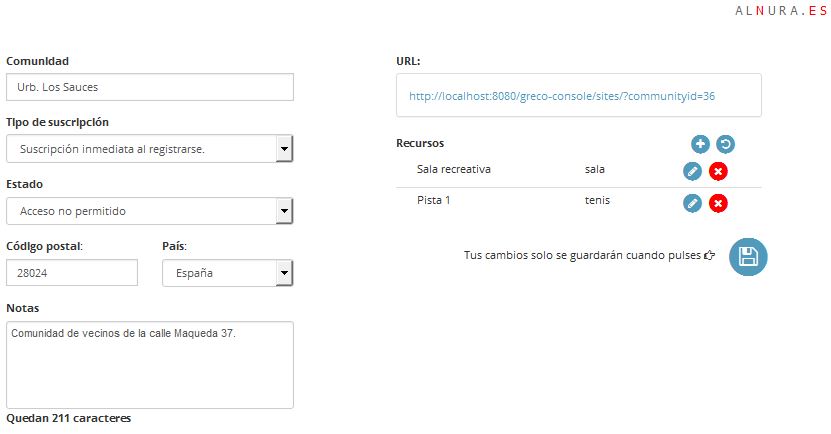 ALNURA.ES
Comunidad
Urb. Los Sauces
Tipo de suscripción
Suscripción inmediata al registrarse.
Estado
Acceso no permitido
Código postal:
País:
28024
España
Notas
Comunidad de vecinos de la calle Maqueda 37.
Quedan 211 caracteres
URL:
http://localhost:8080/greco-console/sites/?communityid=36
Recursos
Sala recreativa sala
Pista 1 tenis
Tus cambios solo se guardarán cuando pulses